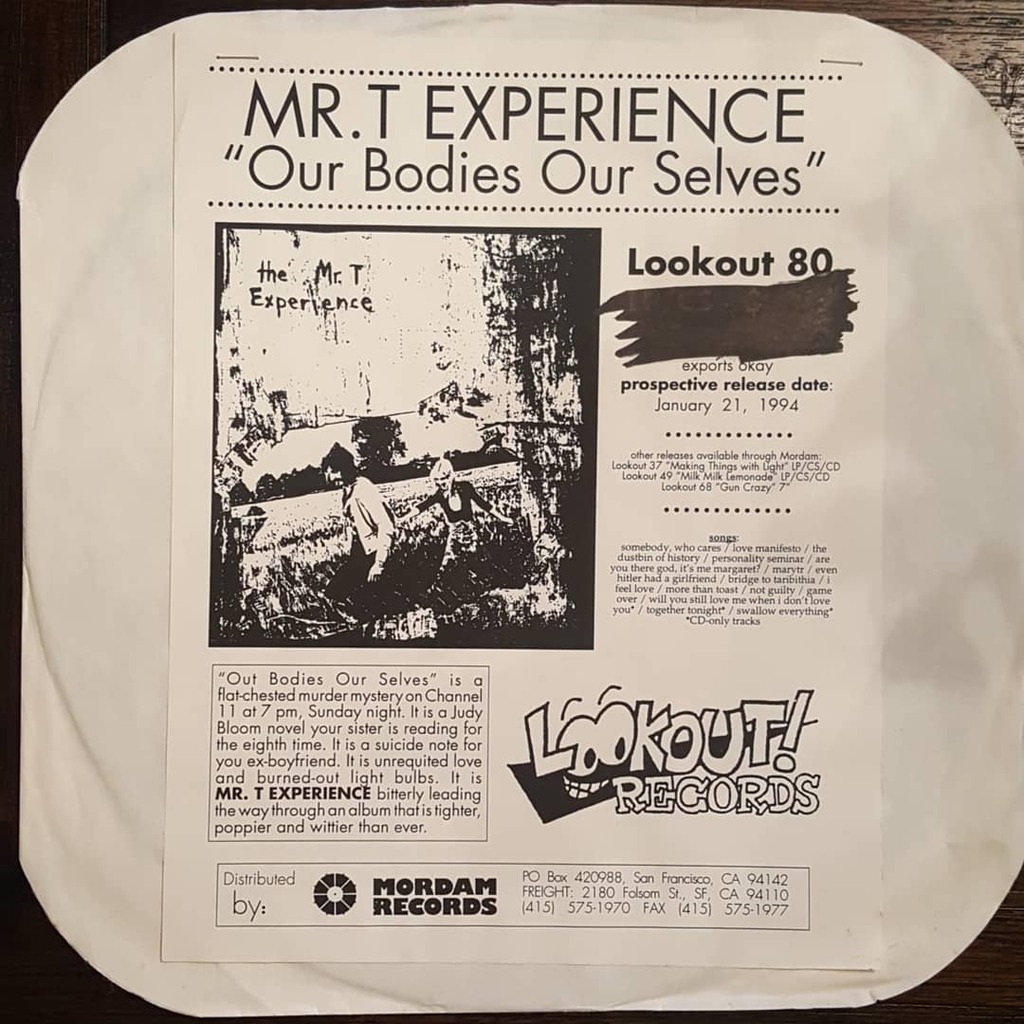 MR.T EXPERIENCE
“Our Bodies Our Selves”
the Mr. T
Experience
Lookout 80
exports okay
prospective release date:
January 21, 1994
other releases available through Mordam:
Lookout 37 "Making Things with Light" LP/CS/CD
Lookout 49 "Milk Milk Lemonade" LP/CS/CD
Lookout 68 "Gun Crazy" 7"
songs:
somebody, who cares / love manifesto / the
dustbin of history / personality seminar / are
you there god, it's me margaret? / marytr / even
hitler had a girlfriend / bridge to taribithia / i
feel love / more than toast / not guilty / game
over / will you still love me when i don't love
you* / together tonight* / swallow everything*
*CD-only tracks
"Out Bodies Our Selves" is a
flat-chested murder mystery on Channel
11 at 7 pm, Sunday night. It is a Judy
Bloom novel your sister is reading for
the eighth time. It is a suicide note for
you ex-boyfriend. It is unrequited love
and burned-out light bulbs. It is
MR. T EXPERIENCE bitterly leading
the way through an album that is tighter,
poppier and wittier than ever.
LOOKOUT!
RECORDS
Distributed
by:
MORDAM
RECORDS
PO Box 420988, San Francisco, CA 94142
FREIGHT: 2180 Folsom St., SF, CA 94110
(415) 575-1970 FAX (415) 575-1977